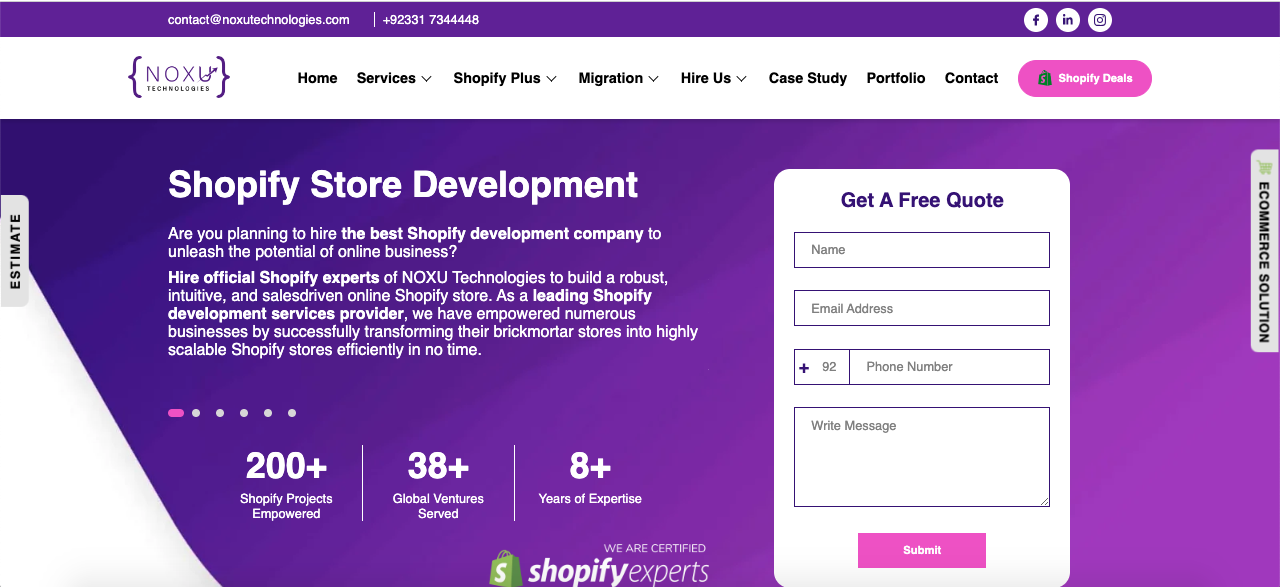 contact@noxutechnologies.com
+92331 7344448
NOXU
TECHNOLOGIES
Home
Services
Shopify Plus
Migration
Hire Us
Case Study
Portfolio
Contact
Shopify Deals
ESTIMATE
Shopify Store Development
Are you planning to hire the best Shopify development company to
unleash the potential of online business?
Hire official Shopify experts of NOXU Technologies to build a robust,
intuitive, and salesdriven online Shopify store. As a leading Shopify
development services provider, we have empowered numerous
businesses by successfully transforming their brickmortar stores into highly
scalable Shopify stores efficiently in no time.
200+
Shopify Projects
Empowered
38+
Global Ventures
Served
8+
Years of Expertise
WE ARE CERTIFIED
shopify experts
Get A Free Quote
Name
Email Address
+ 92
Phone Number
Write Message
Submit
ECOMMERCE SOLUTION